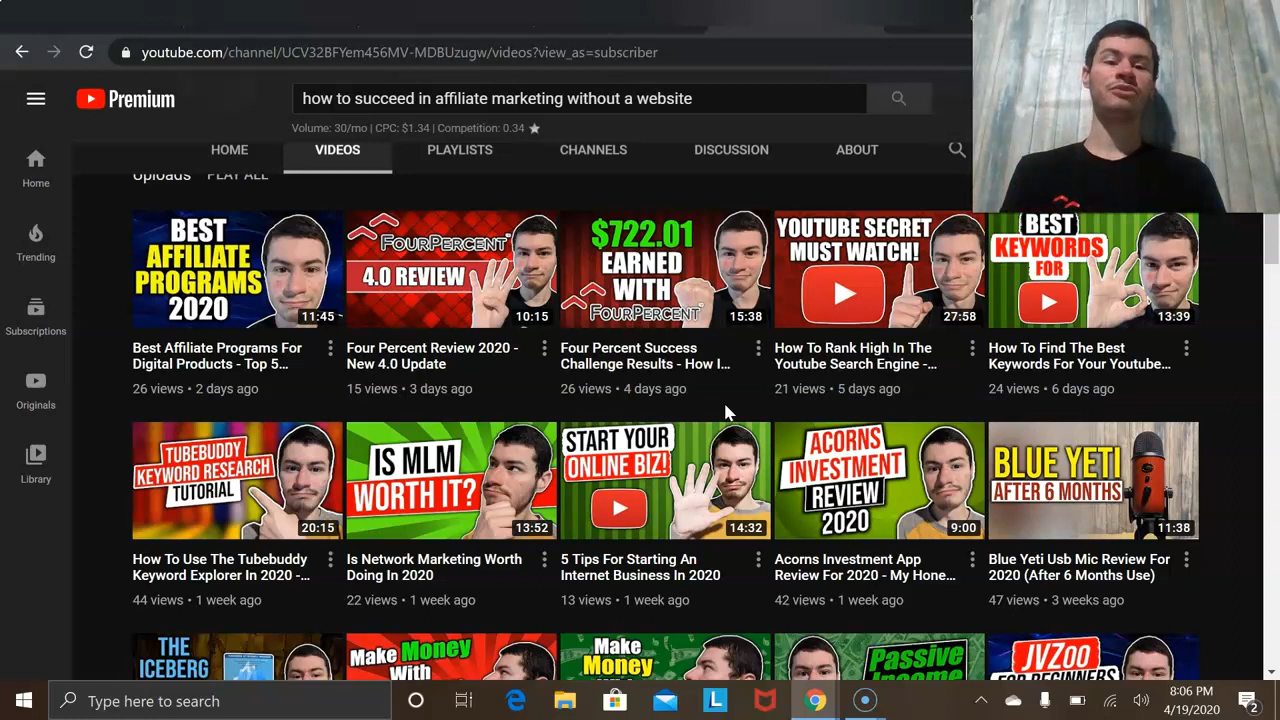 youtube.com/channel/UCV32BFYem456MV-MDBUzugw/videos?view_as=subscriber
Premium
how to succeed in affiliate marketing without a website
Volume: 30/mo | CPC: $1.34 | Competition: 0.34
HOME
VIDEOS
PLAYLISTS
CHANNELS
DISCUSSION
ABOUT
Home
Trending
Subscriptions
Originals
Library
Uploads PLAY ALL
BEST
AFFILIATE
PROGRAMS
2020
11:45
Best Affiliate Programs For
Digital Products - Top 5...
26 views • 2 days ago
FOURPERCENT
4.0 REVIEW
10:15
Four Percent Review 2020 -
New 4.0 Update
15 views • 3 days ago
$722.01
EARNED
WITH
FOURPERCENT
15:38
Four Percent Success
Challenge Results - How I...
26 views • 4 days ago
YOUTUBE SECRET
MUST WATCH!
27:58
How To Rank High In The
Youtube Search Engine -...
21 views • 5 days ago
BEST
KEYWORDS
FOR
13:39
How To Find The Best
Keywords For Your Youtube...
24 views • 6 days ago
TUBEBUDDY
KEYWORD RESEARCH
TUTORIAL
20:15
How To Use The Tubebuddy
Keyword Explorer In 2020 -...
44 views • 1 week ago
IS MLM
WORTH IT?
13:52
Is Network Marketing Worth
Doing In 2020
22 views • 1 week ago
START YOUR
ONLINE BIZ!
14:32
5 Tips For Starting An
Internet Business In 2020
13 views • 1 week ago
ACORNS
INVESTMENT
REVIEW
2020
9:00
Acorns Investment App
Review For 2020 - My Hone...
42 views • 1 week ago
BLUE YETI
AFTER 6 MONTHS
11:38
Blue Yeti Usb Mic Review For
2020 (After 6 Months Use)
47 views • 3 weeks ago
THE
ICEBERG
Make Money
With
Make
Money
Passive
Income
JVZoo
FOR BEGINNERS
Type here to search
L
8:06 PM
4/19/2020
2